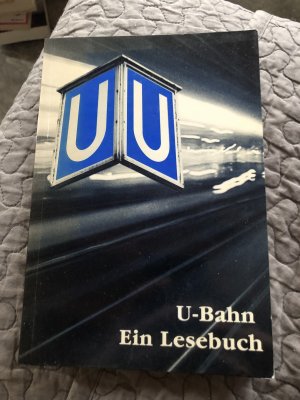 U U
U-Bahn
Ein Lesebuch